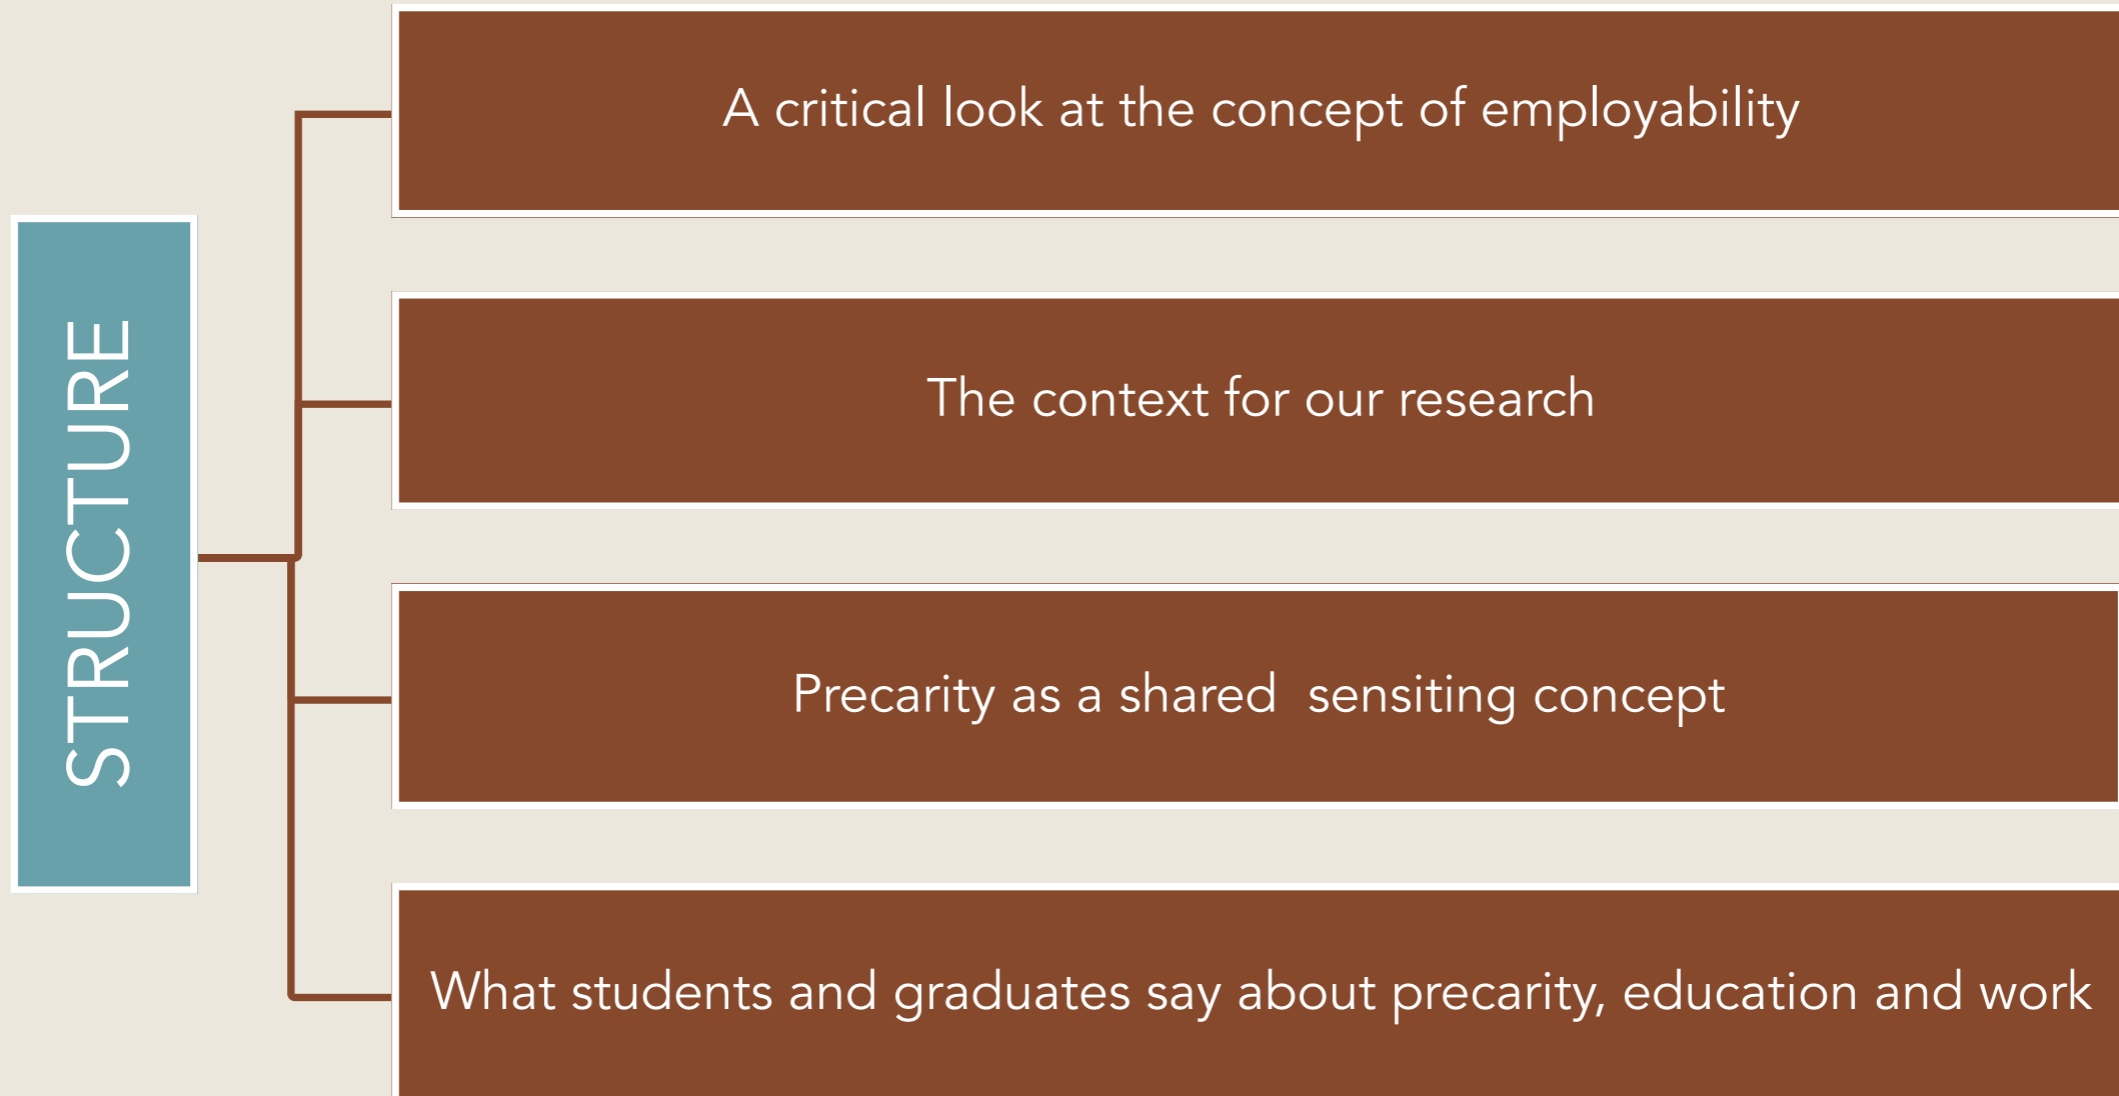 STRUCTURE
A critical look at the concept of employability
The context for our research
Precarity as a shared  sensiting concept
What students and graduates say about precarity, education and work